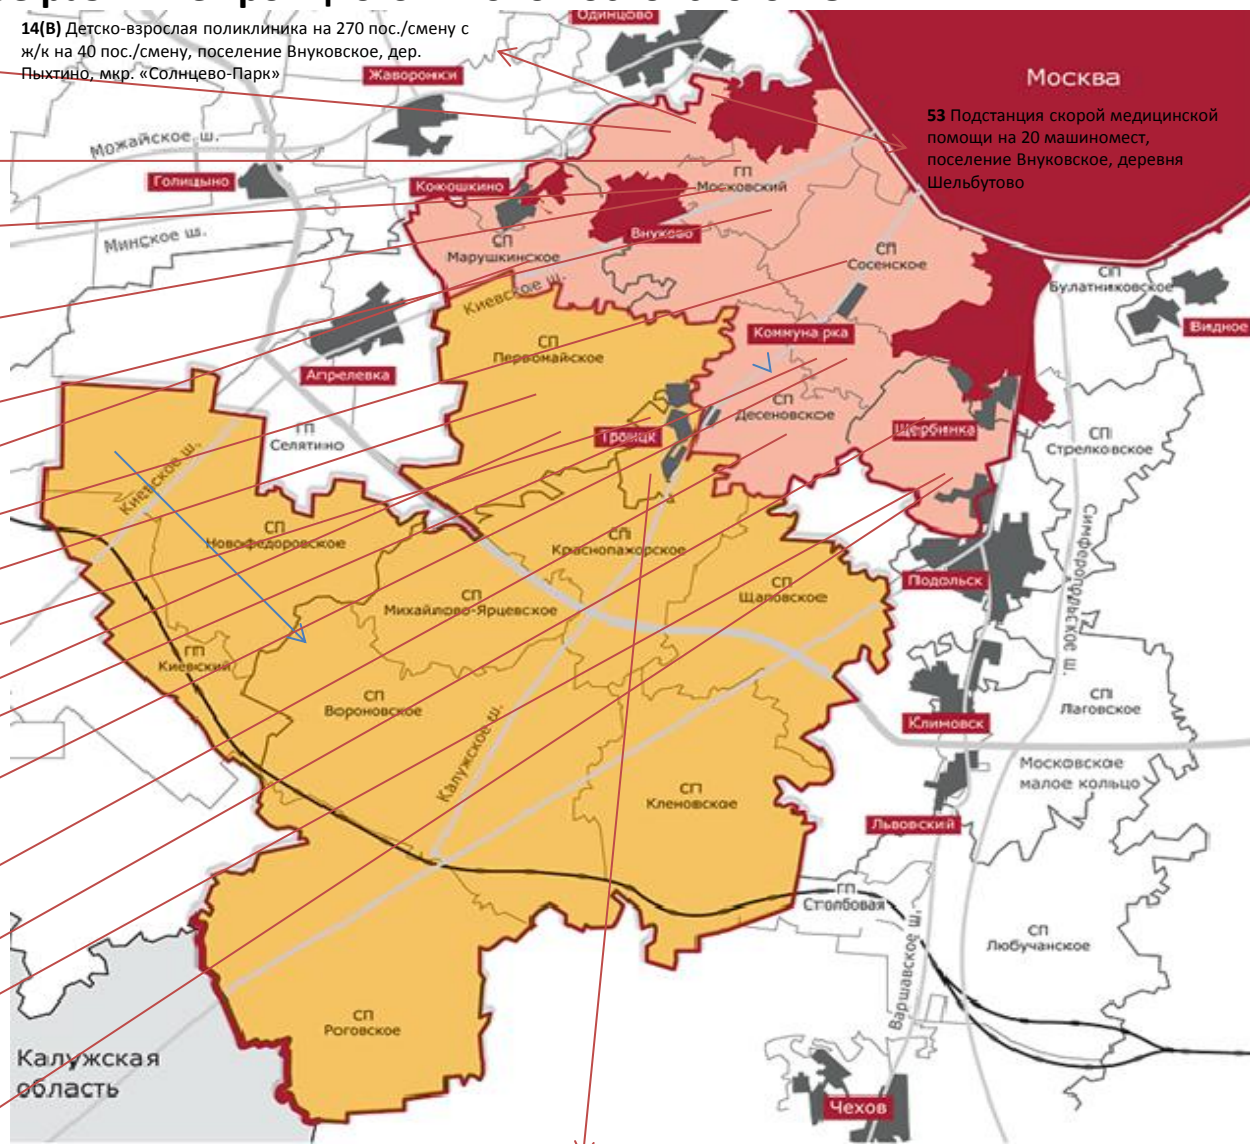 14(В) Детско-взрослая поликлиника на 270 пос./смену с
ж/к на 40 пос./смену, поселение Внуковское, дер.
Пыхтино, мкр. «Солнцево-Парк»
Одинцово
Жаворонки
Москва
53 Подстанция скорой медицинской
помощи на 20 машиномест,
поселение Внуковское, деревня
Шельбутово
Можайское ш.
Голицыно
Кокошкино
ГП
Московский
Минское ш.
Внуково
СП
Марушкинское
СП
Сосенское
СП
Булатниковское
Киевское ш.
Видное
Коммуна рка
СП
Первомайское
Апрелевка
СП
Десеновское
Троицк
Щербинка
ГП
Селятино
СП
Стрелковское
Киевское ш.
СП
Новофедоровское
СП
Краснопахорское
Симферопольское ш.
Подольск
СП
Михайлово-Ярцевское
СП
Щаповское
ГП
Киевский
СП
Вороновское
СП
Лаговское
Климовск
Калужское ш.
Московское
малое кольцо
СП
Кленовское
Львовский
ГП
Столбовая
СП
Любучанское
Варшавское ш.
СП
Роговское
Калужская
область
Чехов